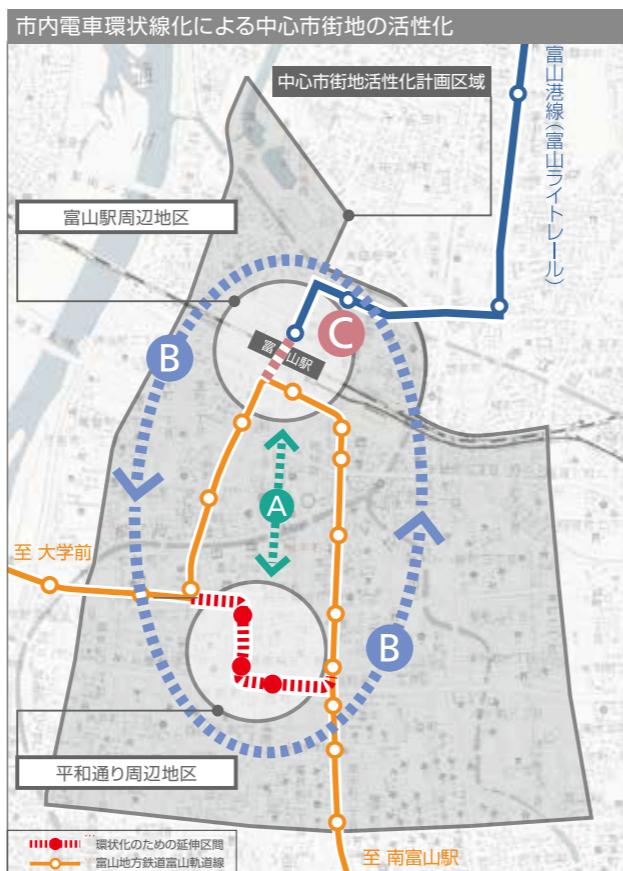 市内電車環状線化による中心市街地の活性化
中心市街地活性化計画区域
富山港線(富山ライトレール)
富山駅周辺地区
C
富山駅
B
A
至 大学前
B
平和通り周辺地区
環状化のための延伸区間
富山地方鉄道富山軌道線
至 南富山駅